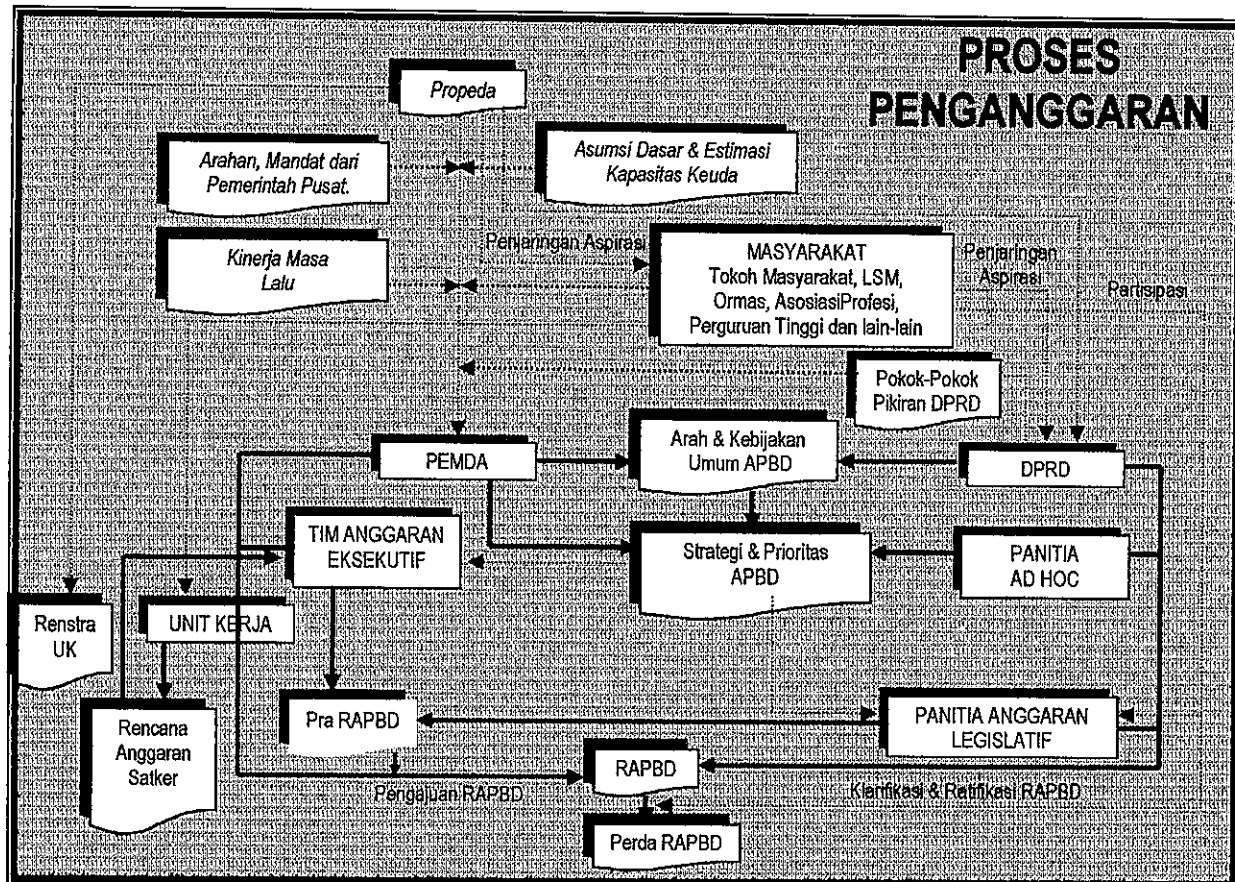 PROSES
PENGANGGARAN
Propeda
Arahan, Mandat dari
Pemerintah Pusat.
Asumsi Dasar & Estimasi
Kapasitas Keuda
Kinerja Masa
Lalu
Penjaringan Aspirasi
MASYARAKAT
Tokoh Masyarakat, LSM,
Ormas, AsosiasiProfesi,
Perguruan Tinggi dan lain-lain
Penjaringan
Aspirasi
Partisipasi
Pokok-Pokok
Pikiran DPRD
PEMDA
Arah & Kebijakan
Umum APBD
DPRD
TIM ANGGARAN
EKSEKUTIF
Strategi & Prioritas
APBD
PANITIA
AD HOC
Renstra
UK
UNIT KERJA
Rencana
Anggaran
Satker
Pra RAPBD
PANITIA ANGGARAN
LEGISLATIF
RAPBD
Pengajuan RAPBD
Klarifikasi & Ratifikasi RAPBD
Perda RAPBD